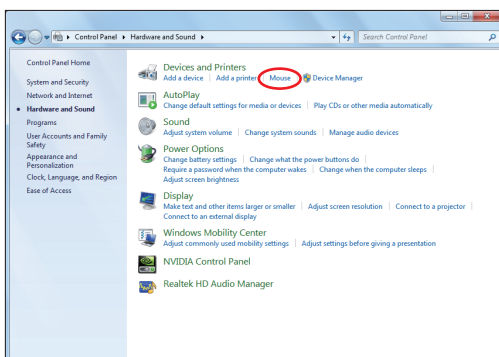 Control Panel ▸ Hardware and Sound ▸
Search Control Panel
Control Panel Home
System and Security
Network and Internet
Hardware and Sound
Programs
User Accounts and Family
Safety
Appearance and
Personalization
Clock, Language, and Region
Ease of Access
Devices and Printers
Add a device | Add a printer | Mouse | Device Manager
AutoPlay
Change default settings for media or devices | Play CDs or other media automatically
Sound
Adjust system volume | Change system sounds | Manage audio devices
Power Options
Change battery settings | Change what the power buttons do |
Require a password when the computer wakes | Change when the computer sleeps |
Adjust screen brightness
Display
Make text and other items larger or smaller | Adjust screen resolution | Connect to a projector |
Connect to an external display
Windows Mobility Center
Adjust commonly used mobility settings | Adjust settings before giving a presentation
NVIDIA Control Panel
Realtek HD Audio Manager